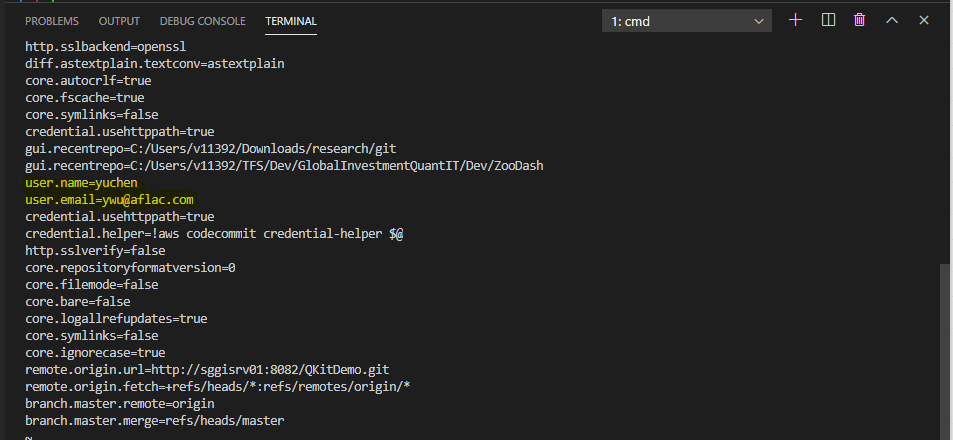 PROBLEMS OUTPUT DEBUG CONSOLE TERMINAL 1: cmd
http.sslbackend=openssl
diff.astextplain.textconv=astextplain
core.autocrlf=true
core.fscache=true
core.symlinks=false
credential.usehttppath=true
gui.recentrepo=C:/Users/v11392/Downloads/research/git
gui.recentrepo=C:/Users/v11392/TFS/Dev/GlobalInvestmentQuantIT/Dev/ZooDash
user.name=yuchen
user.email=ywu@aflac.com
credential.usehttppath=true
credential.helper=!aws codecommit credential-helper $@
http.sslverify=false
core.repositoryformatversion=0
core.filemode=false
core.bare=false
core.logallrefupdates=true
core.symlinks=false
core.ignorecase=true
remote.origin.url=http://sggisrv01:8082/QKitDemo.git
remote.origin.fetch=+refs/heads/*:refs/remotes/origin/*
branch.master.remote=origin
branch.master.merge=refs/heads/master
~